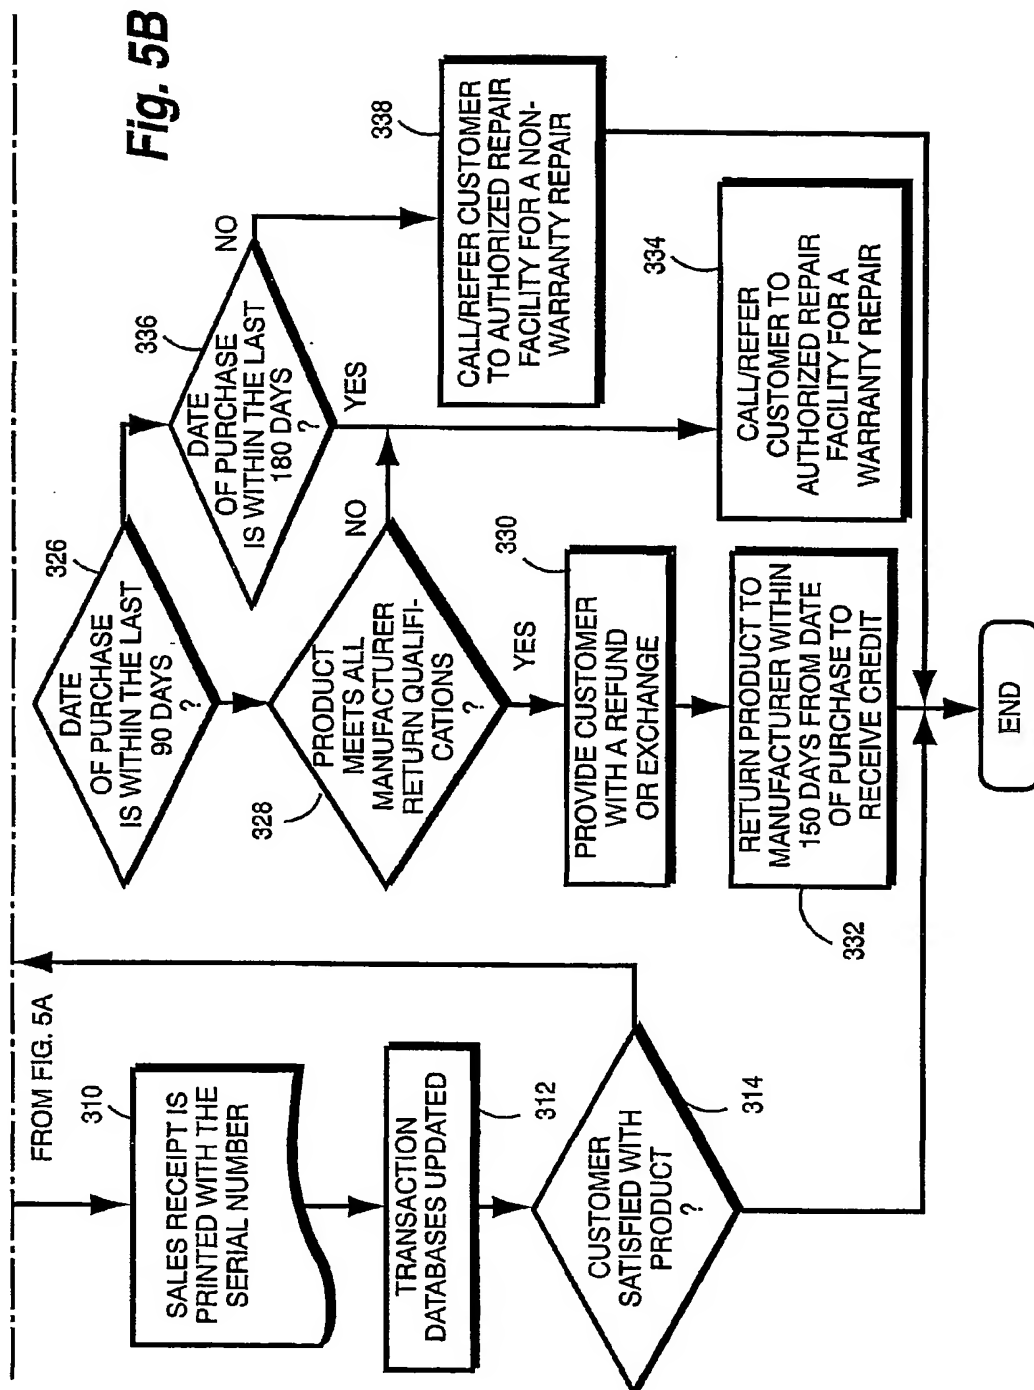 Fig. 5B
FROM FIG. 5A
310
SALES RECEIPT IS
PRINTED WITH THE
SERIAL NUMBER
312
TRANSACTION
DATABASES UPDATED
314
CUSTOMER
SATISFIED WITH
PRODUCT
?
326
DATE
OF PURCHASE
IS WITHIN THE LAST
90 DAYS
?
328
PRODUCT
MEETS ALL
MANUFACTURER
RETURN QUALIFI-
CATIONS
?
NO
YES
330
PROVIDE CUSTOMER
WITH A REFUND
OR EXCHANGE
332
RETURN PRODUCT TO
MANUFACTURER WITHIN
150 DAYS FROM DATE
OF PURCHASE TO
RECEIVE CREDIT
336
DATE
OF PURCHASE
IS WITHIN THE LAST
180 DAYS
?
NO
YES
338
CALL/REFER CUSTOMER
TO AUTHORIZED REPAIR
FACILITY FOR A NON-
WARRANTY REPAIR
334
CALL/REFER
CUSTOMER TO
AUTHORIZED REPAIR
FACILITY FOR A
WARRANTY REPAIR
END